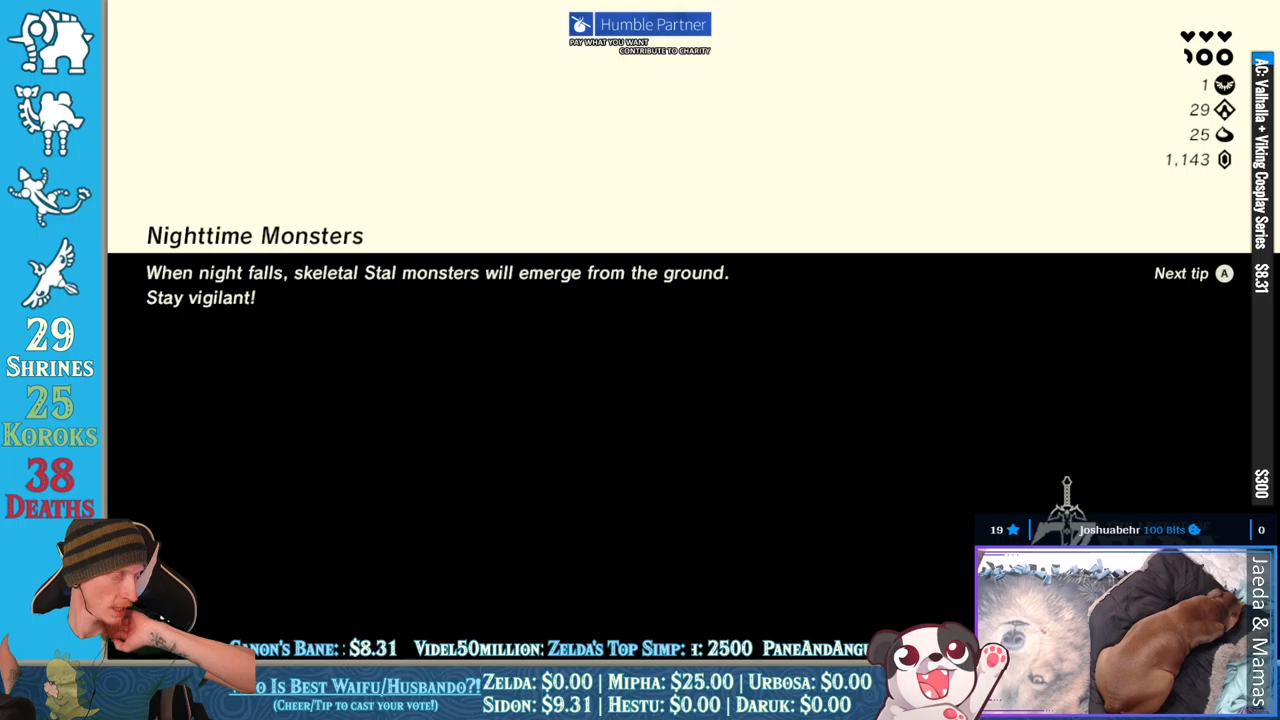 Humble Partner
PAY WHAT YOU WANT
CONTRIBUTE TO CHARITY
1
29
25
1,143
AC: Valhalla + Viking Cosplay Series $8.31
$300
Nighttime Monsters
When night falls, skeletal Stal monsters will emerge from the ground.
Stay vigilant!
Next tip A
29
SHRINES
25
KOROKS
38
DEATHS
19
Joshuabehr 100 Bits
0
Jaeda & Mamas
Ganon's Bane: $8.31 Videl50million: Zelda's Top Simp: 2500
Best Waifu/Husbando?!
(Cheer/Tip to cast your vote!)
Zelda: $0.00 | Mipha: $25.00 | Urbosa: $0.00
Sidon: $9.31 | Hestu: $0.00 | Daruk: $0.00